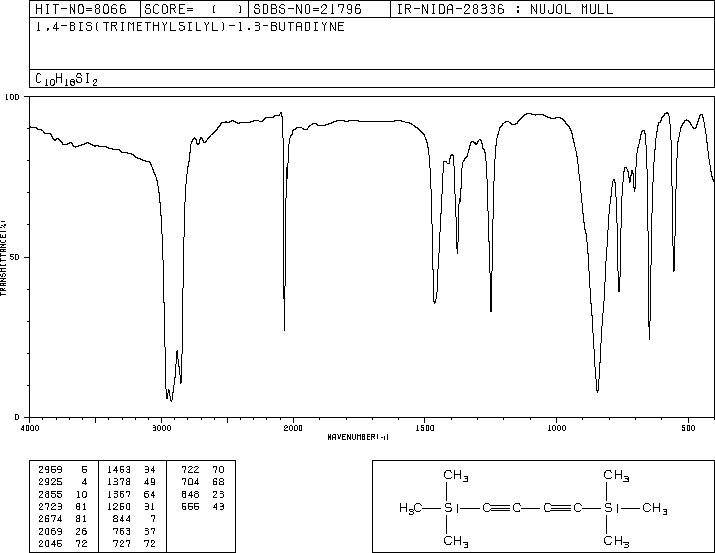 HIT-NO=8066 SCORE= ( ) SDBS-NO=21796 IR-NIDA-28336 : NUJOL MULL
1,4-BIS(TRIMETHYLSILYL)-1,3-BUTADIYNE
C10H18SI2
100
50
0
TRANSMITTANCE(%)
4000 3000 2000 1500 1000 500
WAVENUMBER(-1)
2969 6 1463 34 722 70
2925 4 1378 49 704 68
2855 10 1367 64 648 23
2723 81 1260 31 555 43
2674 81 844 7
2069 26 763 37
2046 72 727 72
CH3 CH3
H3C SI C C C C SI CH3
CH3 CH3